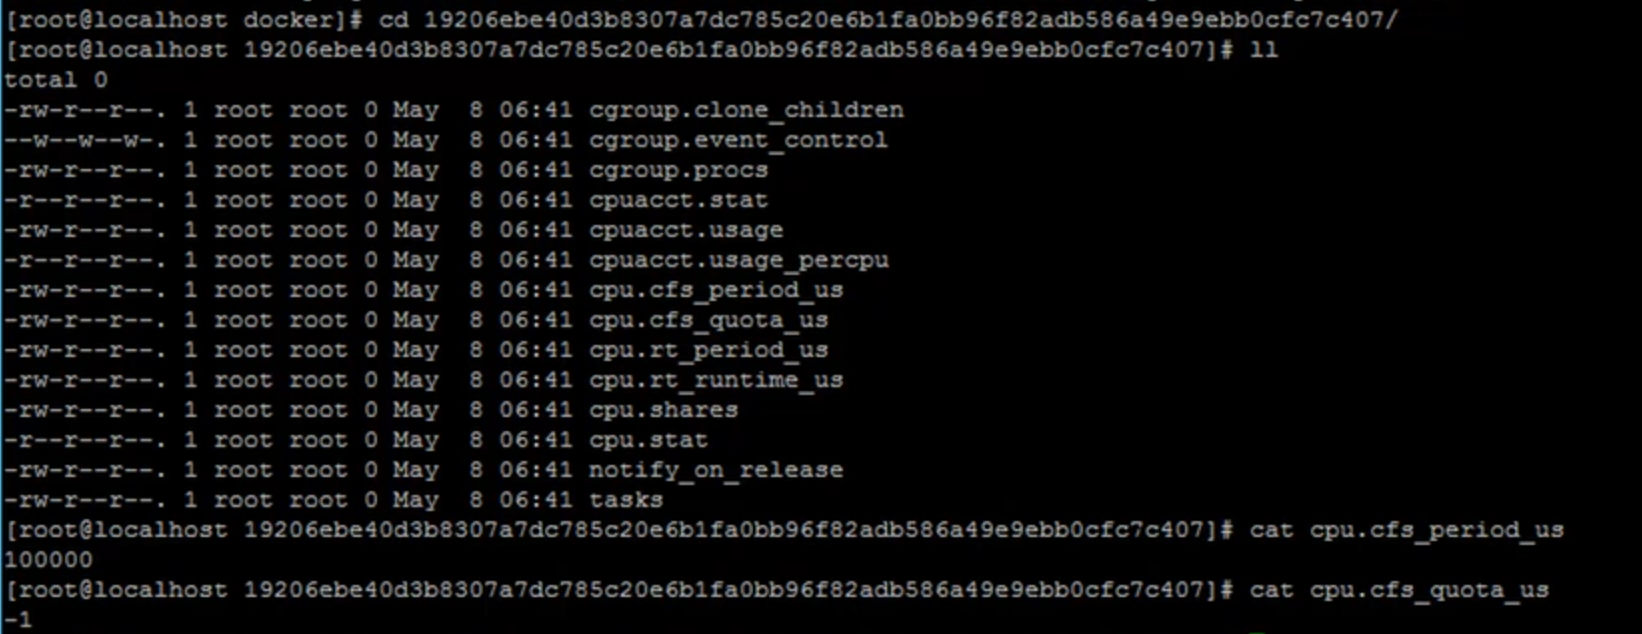 [root@localhost docker]# cd 19206ebe40d3b8307a7dc785c20e6b1fa0bb96f82adb586a49e9ebb0cfc7c407/
[root@localhost 19206ebe40d3b8307a7dc785c20e6b1fa0bb96f82adb586a49e9ebb0cfc7c407]# ll
total 0
-rw-r--r--. 1 root root 0 May  8 06:41 cgroup.clone_children
--w--w--w-. 1 root root 0 May  8 06:41 cgroup.event_control
-rw-r--r--. 1 root root 0 May  8 06:41 cgroup.procs
-r--r--r--. 1 root root 0 May  8 06:41 cpuacct.stat
-rw-r--r--. 1 root root 0 May  8 06:41 cpuacct.usage
-r--r--r--. 1 root root 0 May  8 06:41 cpuacct.usage_percpu
-rw-r--r--. 1 root root 0 May  8 06:41 cpu.cfs_period_us
-rw-r--r--. 1 root root 0 May  8 06:41 cpu.cfs_quota_us
-rw-r--r--. 1 root root 0 May  8 06:41 cpu.rt_period_us
-rw-r--r--. 1 root root 0 May  8 06:41 cpu.rt_runtime_us
-rw-r--r--. 1 root root 0 May  8 06:41 cpu.shares
-r--r--r--. 1 root root 0 May  8 06:41 cpu.stat
-rw-r--r--. 1 root root 0 May  8 06:41 notify_on_release
-rw-r--r--. 1 root root 0 May  8 06:41 tasks
[root@localhost 19206ebe40d3b8307a7dc785c20e6b1fa0bb96f82adb586a49e9ebb0cfc7c407]# cat cpu.cfs_period_us
100000
[root@localhost 19206ebe40d3b8307a7dc785c20e6b1fa0bb96f82adb586a49e9ebb0cfc7c407]# cat cpu.cfs_quota_us
-1